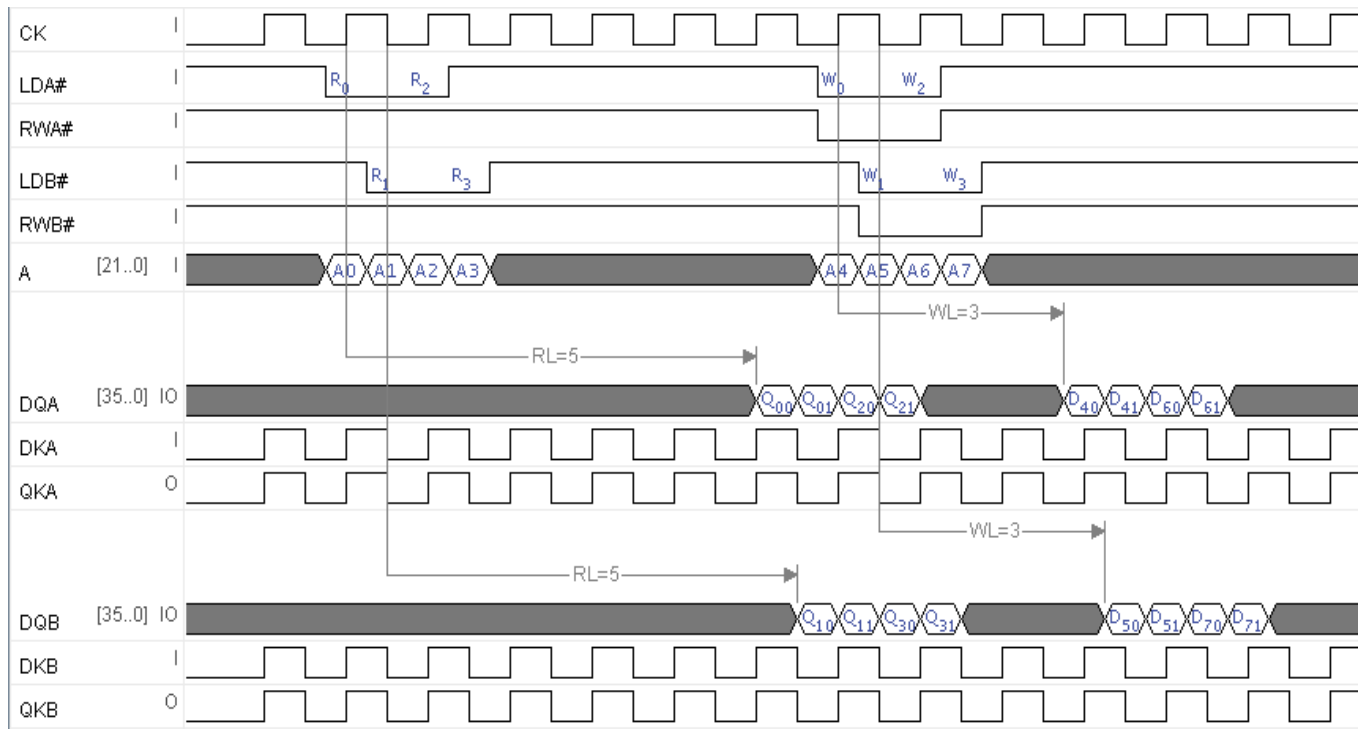 CK I
LDA# I R₀ R₂ W₀ W₂
RWA# I
LDB# I R₁ R₃ W₁ W₃
RWB# I
A [21..0] I A0 A1 A2 A3 A4 A5 A6 A7
WL=3
RL=5
DQA [35..0] IO Q₀₀ Q₀₁ Q₂₀ Q₂₁ D₄₀ D₄₁ D₆₀ D₆₁
DKA I
QKA O
WL=3
RL=5
DQB [35..0] IO Q₁₀ Q₁₁ Q₃₀ Q₃₁ D₅₀ D₅₁ D₇₀ D₇₁
DKB I
QKB O